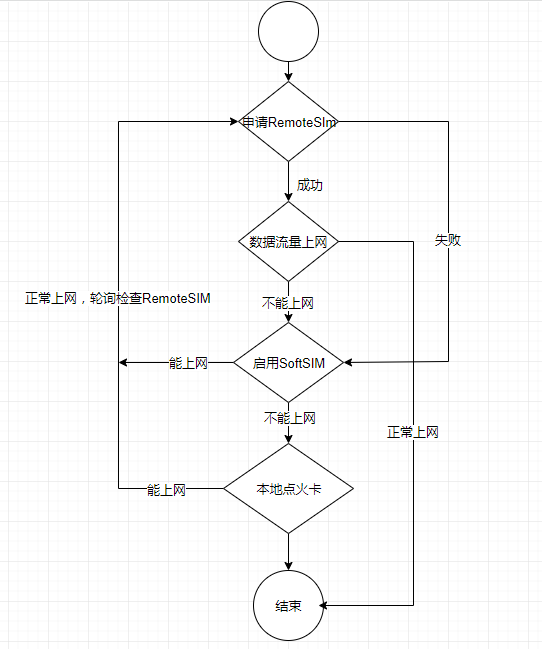 申请RemoteSIm
成功
失败
数据流量上网
正常上网，轮询检查RemoteSIM
不能上网
能上网
启用SoftSIM
不能上网
正常上网
能上网
本地点火卡
结束